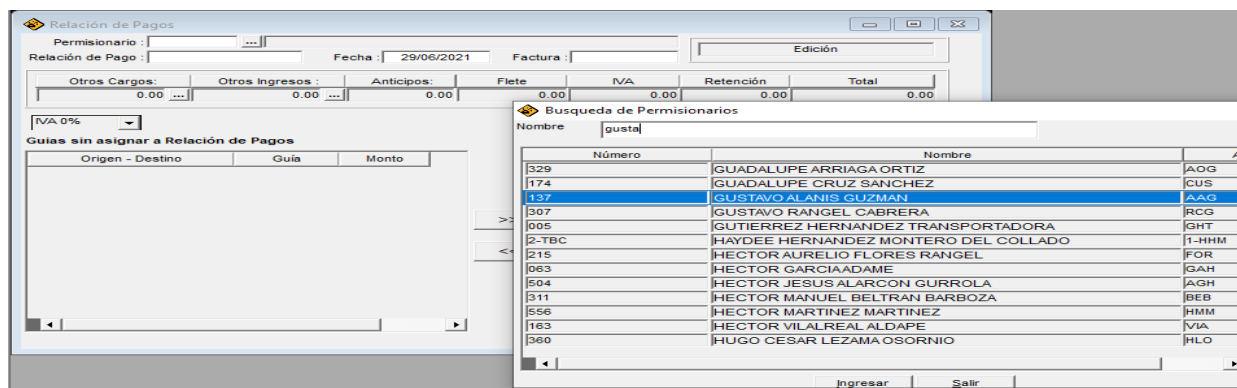 Relación de Pagos
Permisionario : ...
Edición
Relación de Pago : Fecha : 29/06/2021 Factura :
Otros Cargos: Otros Ingresos : Anticipos: Flete IVA Retención Total
0.00 ... 0.00 ... 0.00 0.00 0.00 0.00 0.00
IVA 0%
Guias sin asignar a Relación de Pagos
Origen - Destino Guía Monto
>>
<<
Busqueda de Permisionarios
Nombre gusta
Número Nombre A
329 GUADALUPE ARRIAGA ORTIZ AOG
174 GUADALUPE CRUZ SANCHEZ CUS
137 GUSTAVO ALANIS GUZMAN AAG
307 GUSTAVO RANGEL CABRERA RCG
005 GUTIERREZ HERNANDEZ TRANSPORTADORA GHT
2-TBC HAYDEE HERNANDEZ MONTERO DEL COLLADO 1-HHM
215 HECTOR AURELIO FLORES RANGEL FOR
063 HECTOR GARCIA ADAME GAH
504 HECTOR JESUS ALARCON GURROLA AGH
311 HECTOR MANUEL BELTRAN BARBOZA BEB
556 HECTOR MARTINEZ MARTINEZ HMM
163 HECTOR VILALREAL ALDAPE VIA
360 HUGO CESAR LEZAMA OSORNIO HLO
Ingresar Salir